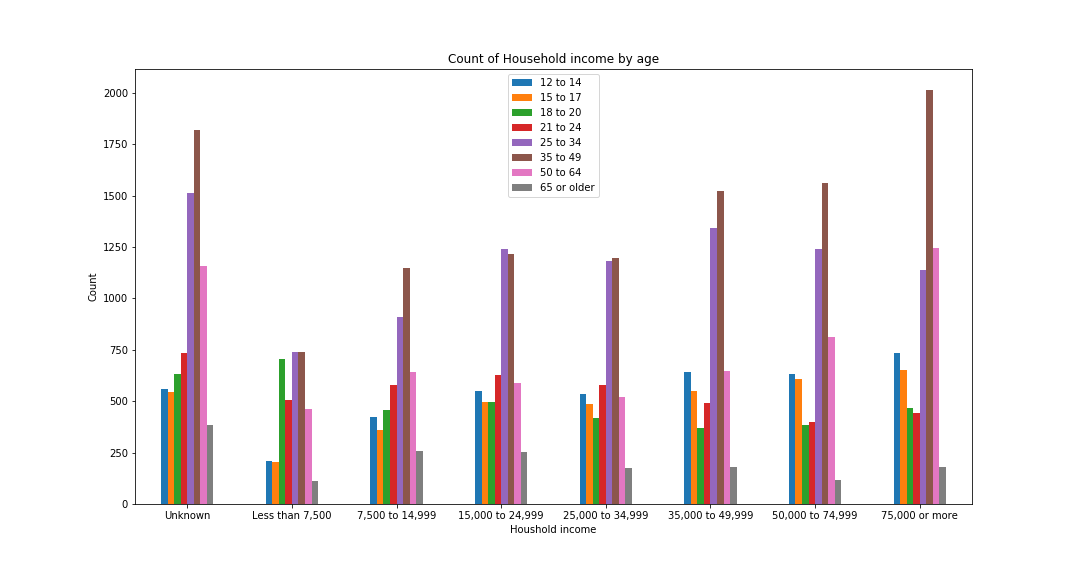 Count of Household income by age
12 to 14
15 to 17
18 to 20
21 to 24
25 to 34
35 to 49
50 to 64
65 or older
Count
2000
1750
1500
1250
1000
750
500
250
0
Unknown
Less than 7,500
7,500 to 14,999
15,000 to 24,999
25,000 to 34,999
35,000 to 49,999
50,000 to 74,999
75,000 or more
Houshold income